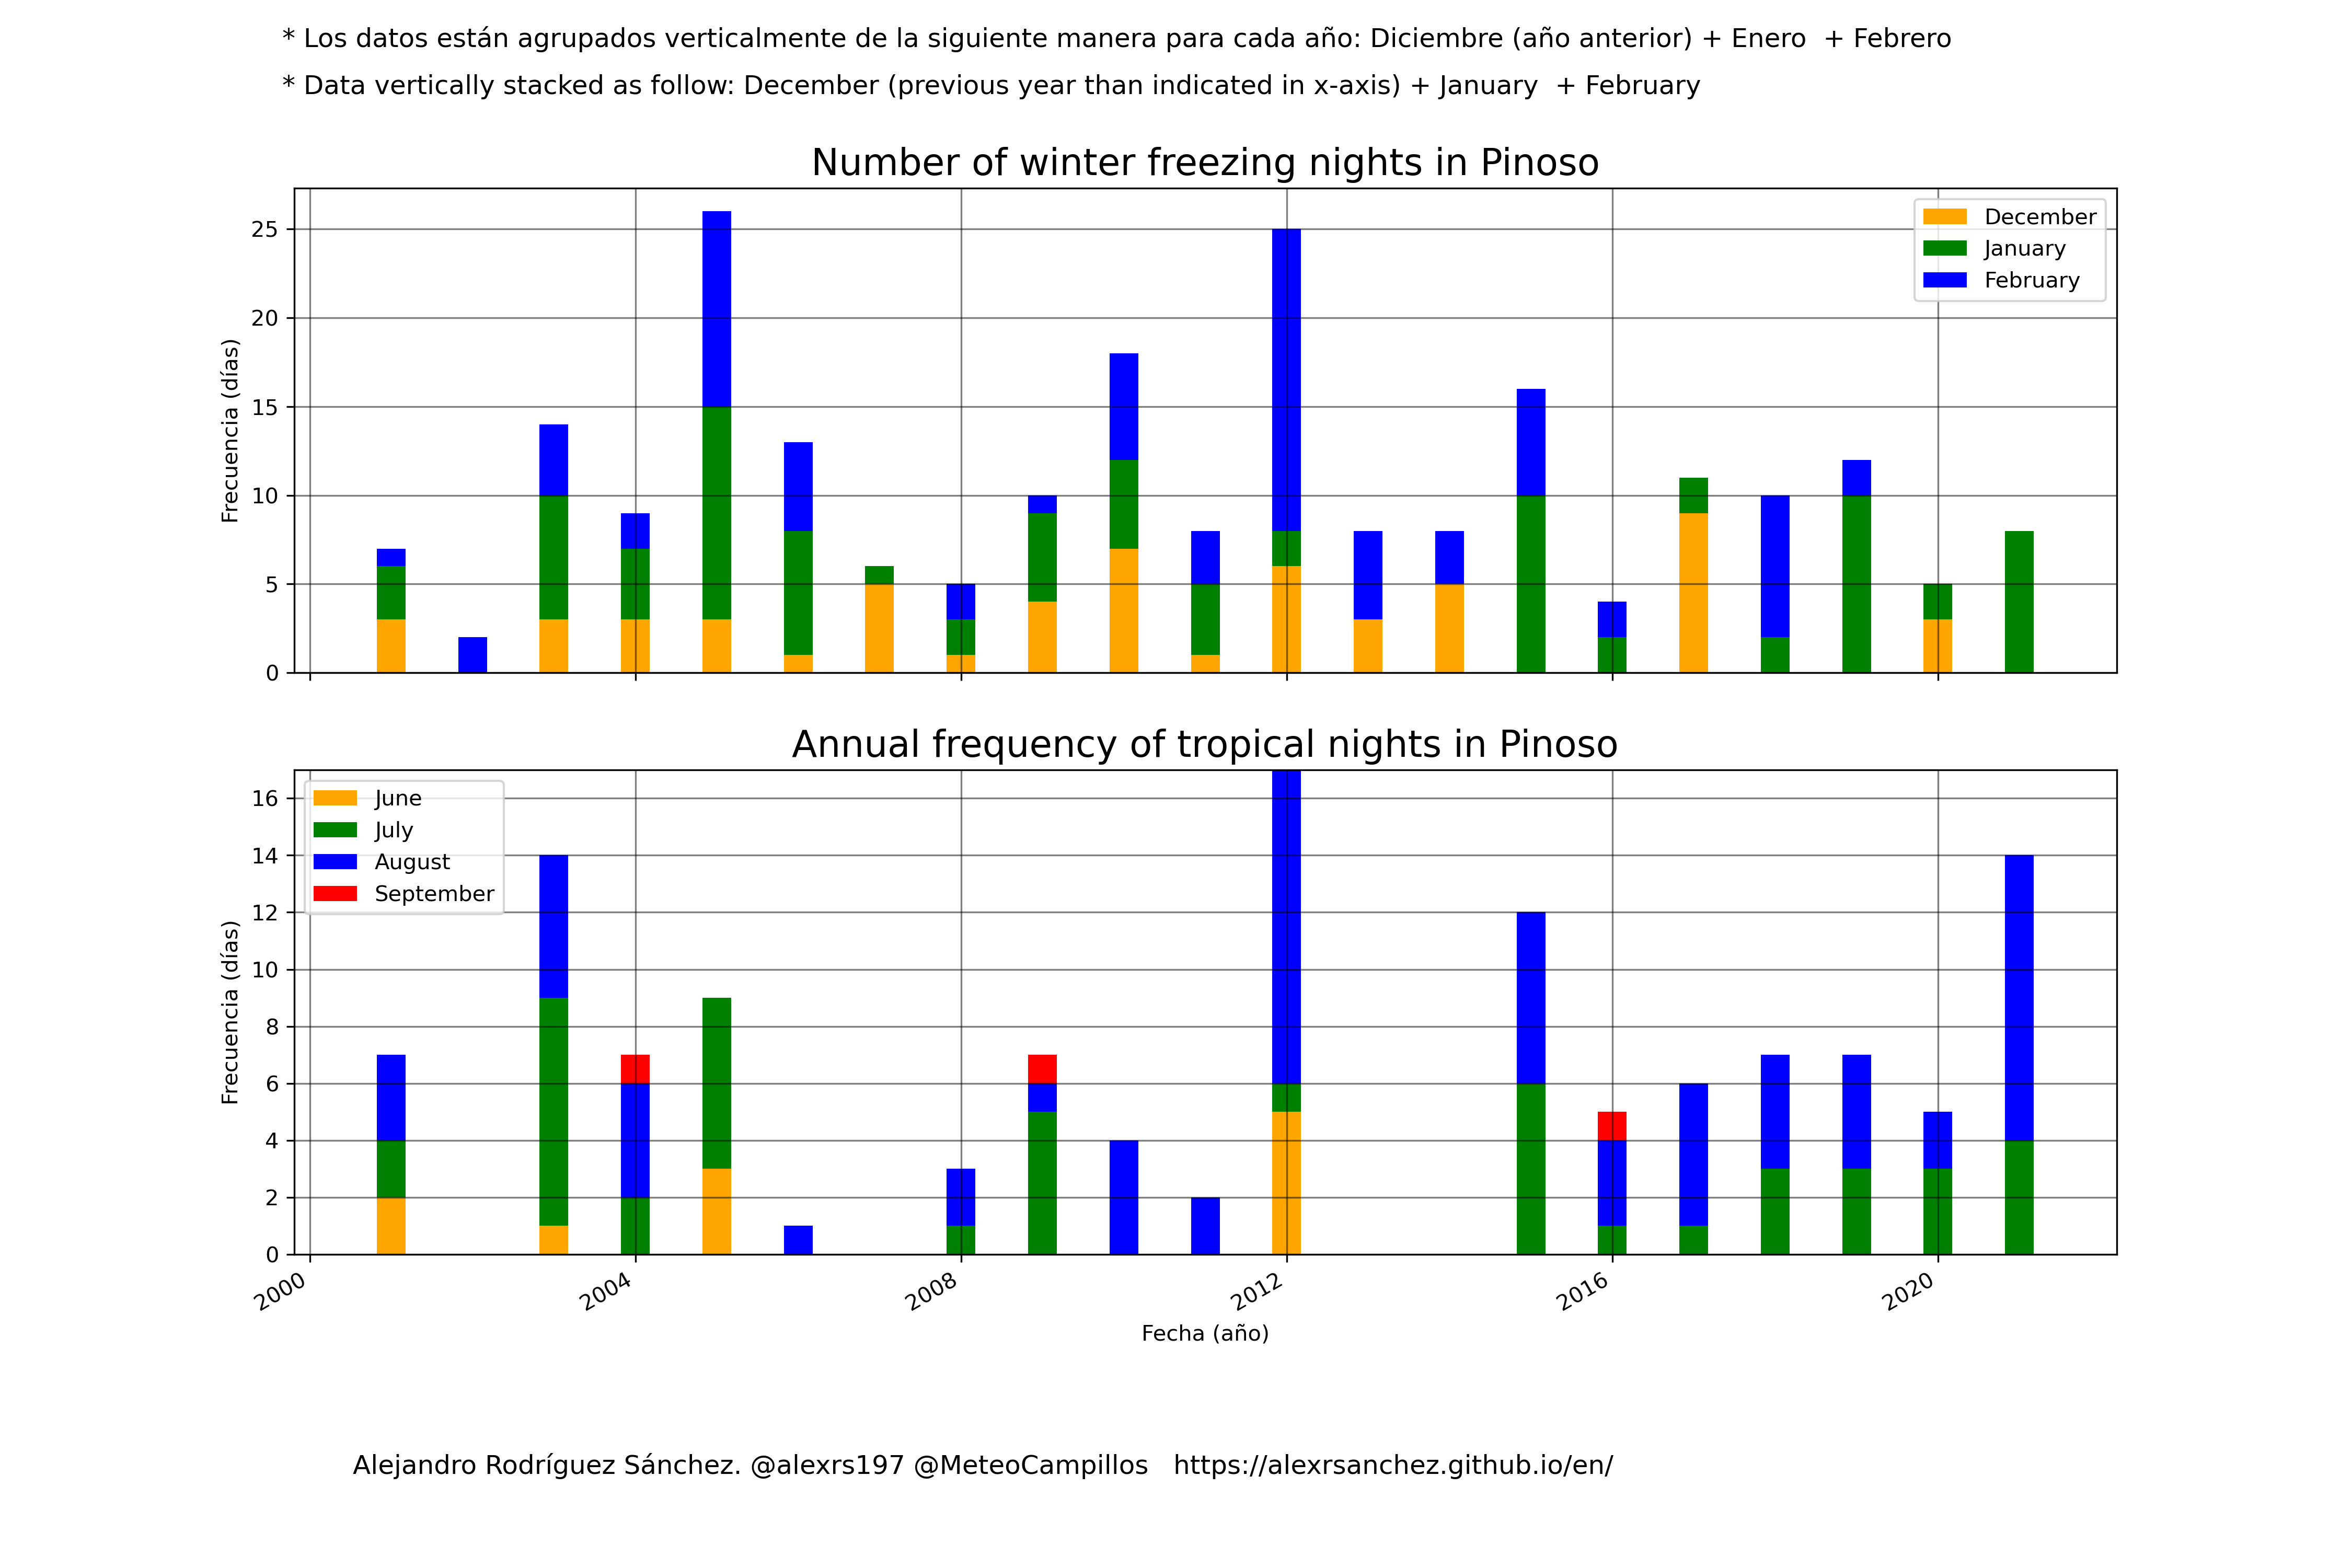 * Los datos están agrupados verticalmente de la siguiente manera para cada año: Diciembre (año anterior) + Enero  + Febrero
* Data vertically stacked as follow: December (previous year than indicated in x-axis) + January  + February
Number of winter freezing nights in Pinoso
Frecuencia (días)
25
20
15
10
5
0
December
January
February
Annual frequency of tropical nights in Pinoso
Frecuencia (días)
16
14
12
10
8
6
4
2
0
June
July
August
September
2000
2004
2008
2012
2016
2020
Fecha (año)
Alejandro Rodríguez Sánchez. @alexrs197 @MeteoCampillos   https://alexrsanchez.github.io/en/